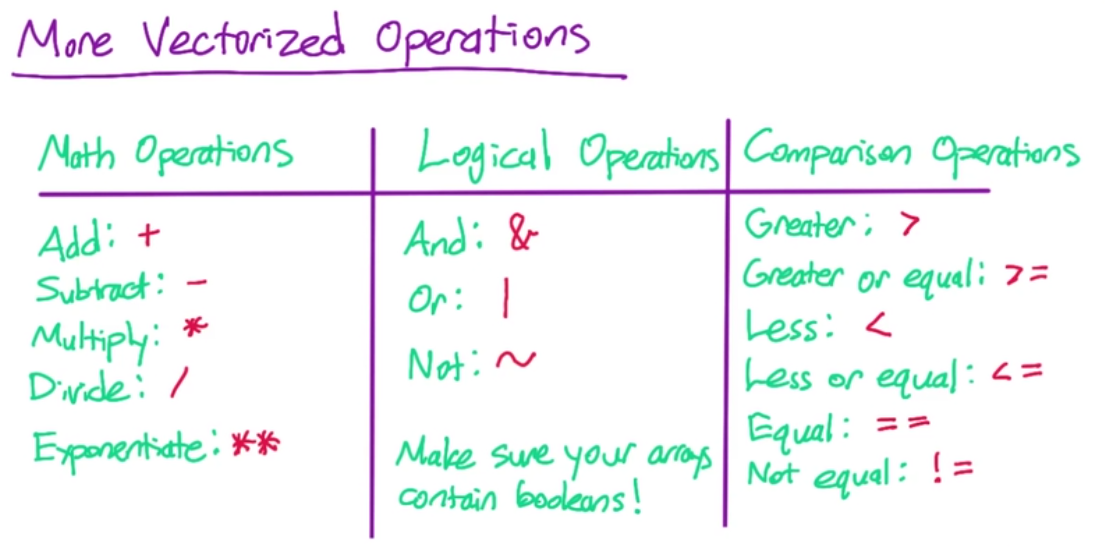 More Vectorized Operations
Math Operations
Add: +
Subtract: -
Multiply: *
Divide: /
Exponentiate: **
Logical Operations
And: &
Or: |
Not: ~
Make sure your arrays
contain booleans!
Comparison Operations
Greater: >
Greater or equal: >=
Less: <
Less or equal: <=
Equal: ==
Not equal: !=